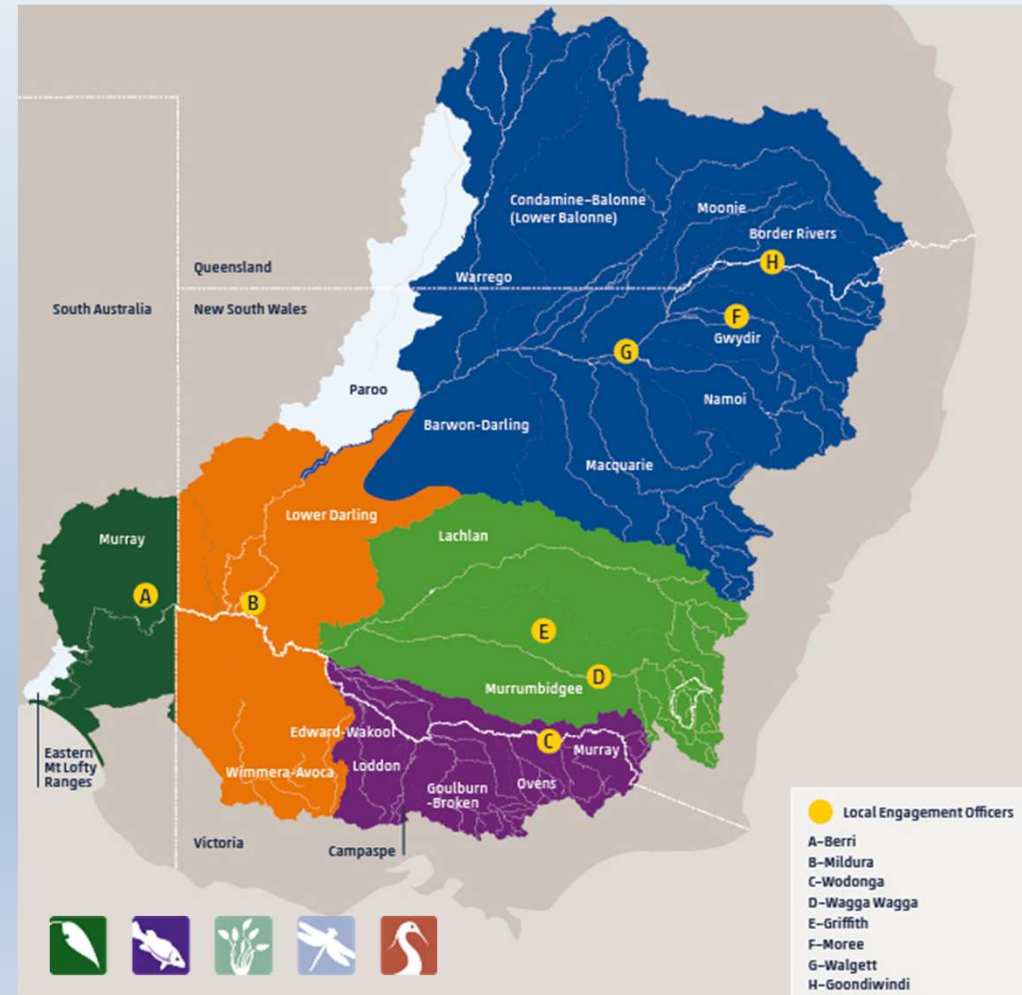 Condamine–Balonne
(Lower Balonne)
Moonie
Border Rivers
H
Queensland
Warrego
South Australia
New South Wales
F
Gwydir
G
Paroo
Namoi
Barwon-Darling
Macquarie
Lower Darling
Lachlan
Murray
A
B
E
D
Murrumbidgee
Edward-Wakool
C
Murray
Eastern
Mt Lofty
Ranges
Wimmera-Avoca
Loddon
Goulburn
-Broken
Ovens
Victoria
Campaspe
Local Engagement Officers
A–Berri
B–Mildura
C–Wodonga
D–Wagga Wagga
E–Griffith
F–Moree
G–Walgett
H–Goondiwindi